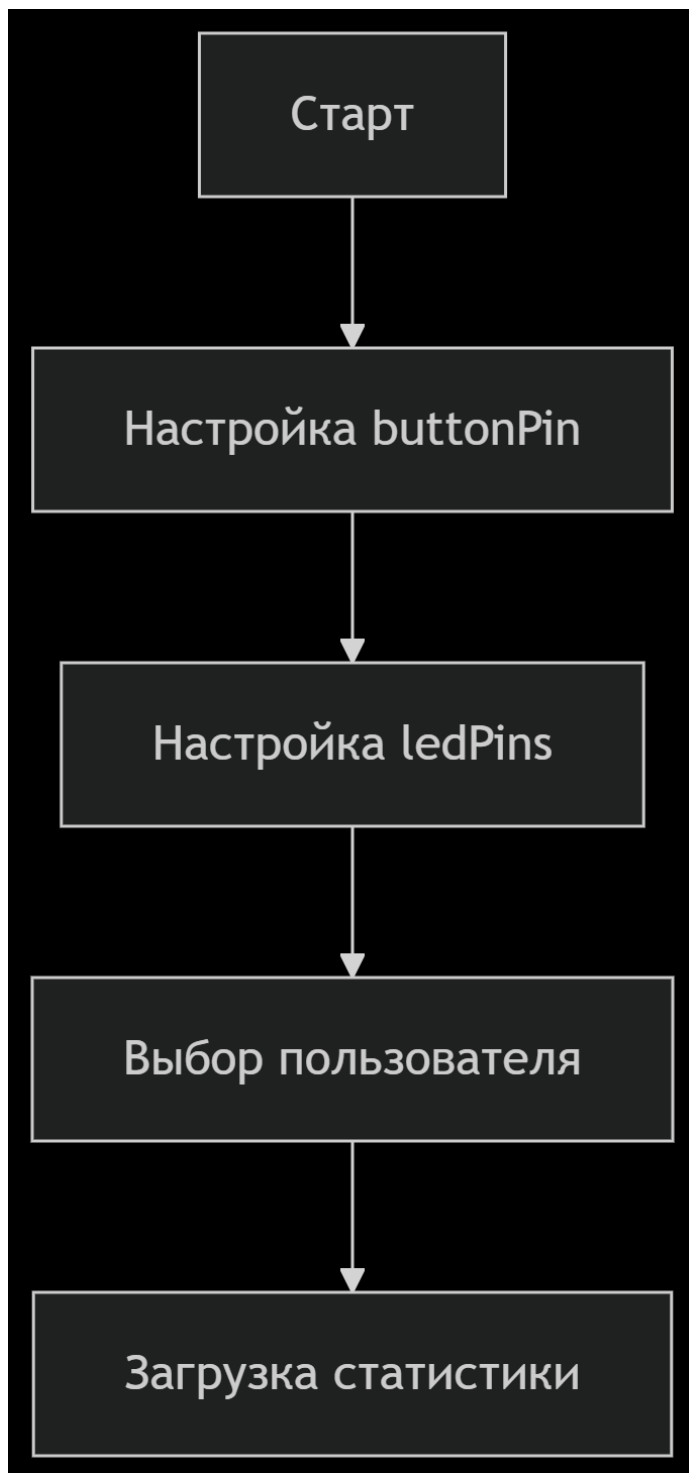 Старт
Настройка buttonPin
Настройка ledPins
Выбор пользователя
Загрузка статистики